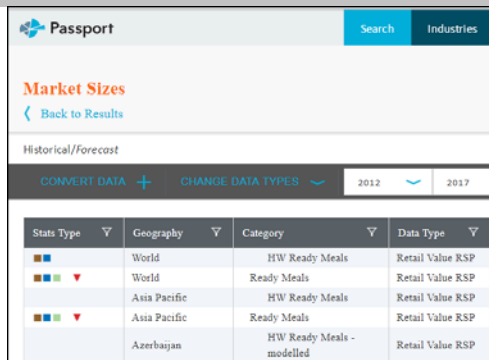 Passport
Search
Industries
Market Sizes
Back to Results
Historical/Forecast
CONVERT DATA
CHANGE DATA TYPES
2012
2017
Stats Type Geography Category Data Type
World HW Ready Meals Retail Value RSP
World Ready Meals Retail Value RSP
Asia Pacific HW Ready Meals Retail Value RSP
Asia Pacific Ready Meals Retail Value RSP
Azerbaijan HW Ready Meals - Retail Value RSP
modelled